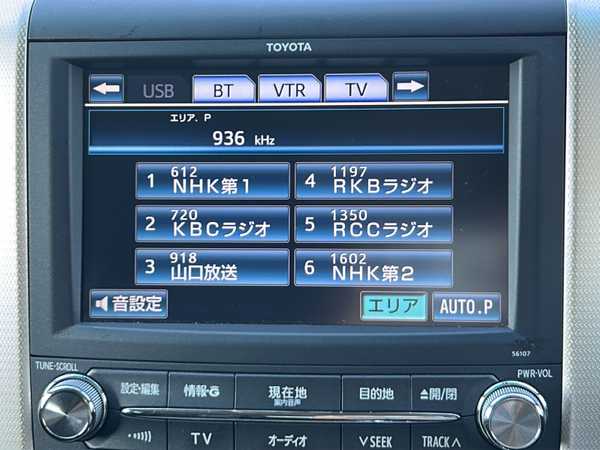 TOYOTA
USB BT VTR TV
エリア. P
936 kHz
1 612 NHK第1
4 1197 RKBラジオ
2 720 KBCラジオ
5 1350 RCCラジオ
3 918 山口放送
6 1602 NHK第2
音設定 エリア AUTO.P
56107
TUNE•SCROLL PWR•VOL
設定・編集 情報・G 現在地 目的地 開/閉
案内音声
TV オーディオ SEEK TRACK